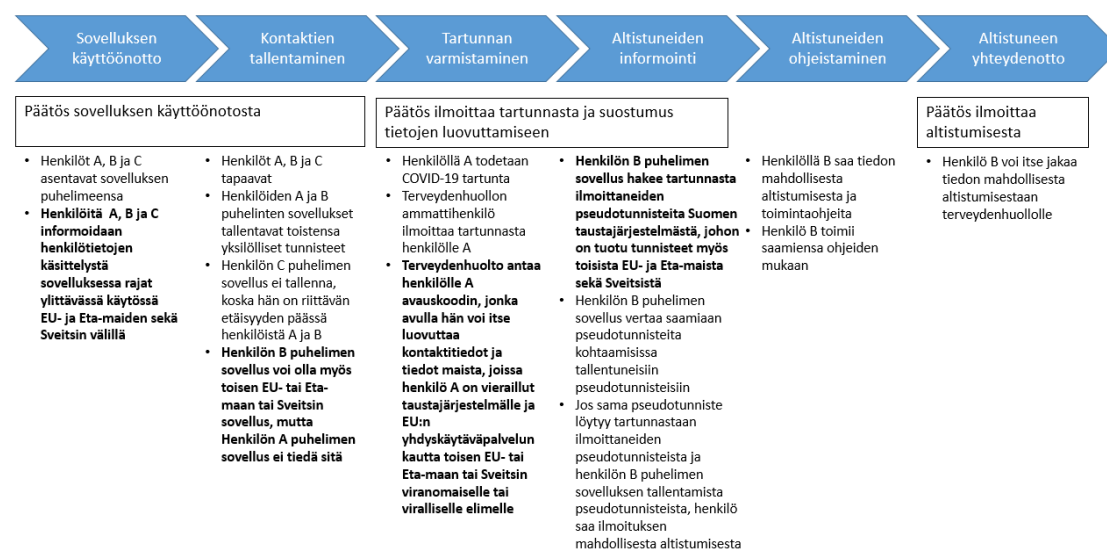 Sovelluksen
käyttöönotto
Kontaktien
tallentaminen
Tartunnan
varmistaminen
Altistuneiden
informointi
Altistuneiden
ohjeistaminen
Altistuneen
yhteydenotto
Päätös sovelluksen käyttöönotosta
Päätös ilmoittaa tartunnasta ja suostumus
tietojen luovuttamiseen
Päätös ilmoittaa
altistumisesta
• Henkilöt A, B ja C
asentavat sovelluksen
puhelimeensa
• Henkilöitä A, B ja C
informoidaan
henkilötietojen
käsittelystä
sovelluksessa rajat
ylittävässä käytössä
EU- ja Eta-maiden sekä
Sveitsin välillä
• Henkilöt A, B ja C
tapaavat
• Henkilöiden A ja B
puhelinten sovellukset
tallentavat toistensa
yksilölliset tunnisteet
• Henkilön C puhelimen
sovellus ei tallenna,
koska hän on riittävän
etäisyyden päässä
henkilöistä A ja B
• Henkilön B puhelimen
sovellus voi olla myös
toisen EU- tai Eta-
maan tai Sveitsin
sovellus, mutta
Henkilön A puhelimen
sovellus ei tiedä sitä
• Henkilöllä A todetaan
COVID-19 tartunta
• Terveydenhuollon
ammattihenkilö
ilmoittaa tartunnasta
henkilölle A
• Terveydenhuolto antaa
henkilölle A
avauskoodin, jonka
avulla hän voi itse
luovuttaa
kontaktitiedot ja
tiedot maista, joissa
henkilö A on vieraillut
taustajärjestelmälle ja
EU:n
yhdyskäytäväpalvelun
kautta toisen EU- tai
Eta-maan tai Sveitsin
viranomaiselle tai
viralliselle elimelle
• Henkilön B puhelimen
sovellus hakee tartunnasta
ilmoittaneiden
pseudotunnisteita Suomen
taustajärjestelmästä, johon
on tuotu tunnisteet myös
toisista EU- ja Eta-maista
sekä Sveitsistä
• Henkilön B puhelimen
sovellus vertaa saamiaan
pseudotunnisteita
kohtaamisissa
tallentuneisiin
pseudotunnisteisiin
• Jos sama pseudotunniste
löytyy tartunnastaan
ilmoittaneiden
pseudotunnisteista ja
henkilön B puhelimen
sovelluksen tallentamista
pseudotunnisteista, henkilö
saa ilmoituksen
mahdollisesta altistumisesta
• Henkilöllä B saa tiedon
mahdollisesta
altistumisesta ja
toimintaohjeita
• Henkilö B toimii
saamiensa ohjeiden
mukaan
• Henkilö B voi itse jakaa
tiedon mahdollisesta
altistumisestaan
terveydenhuollolle